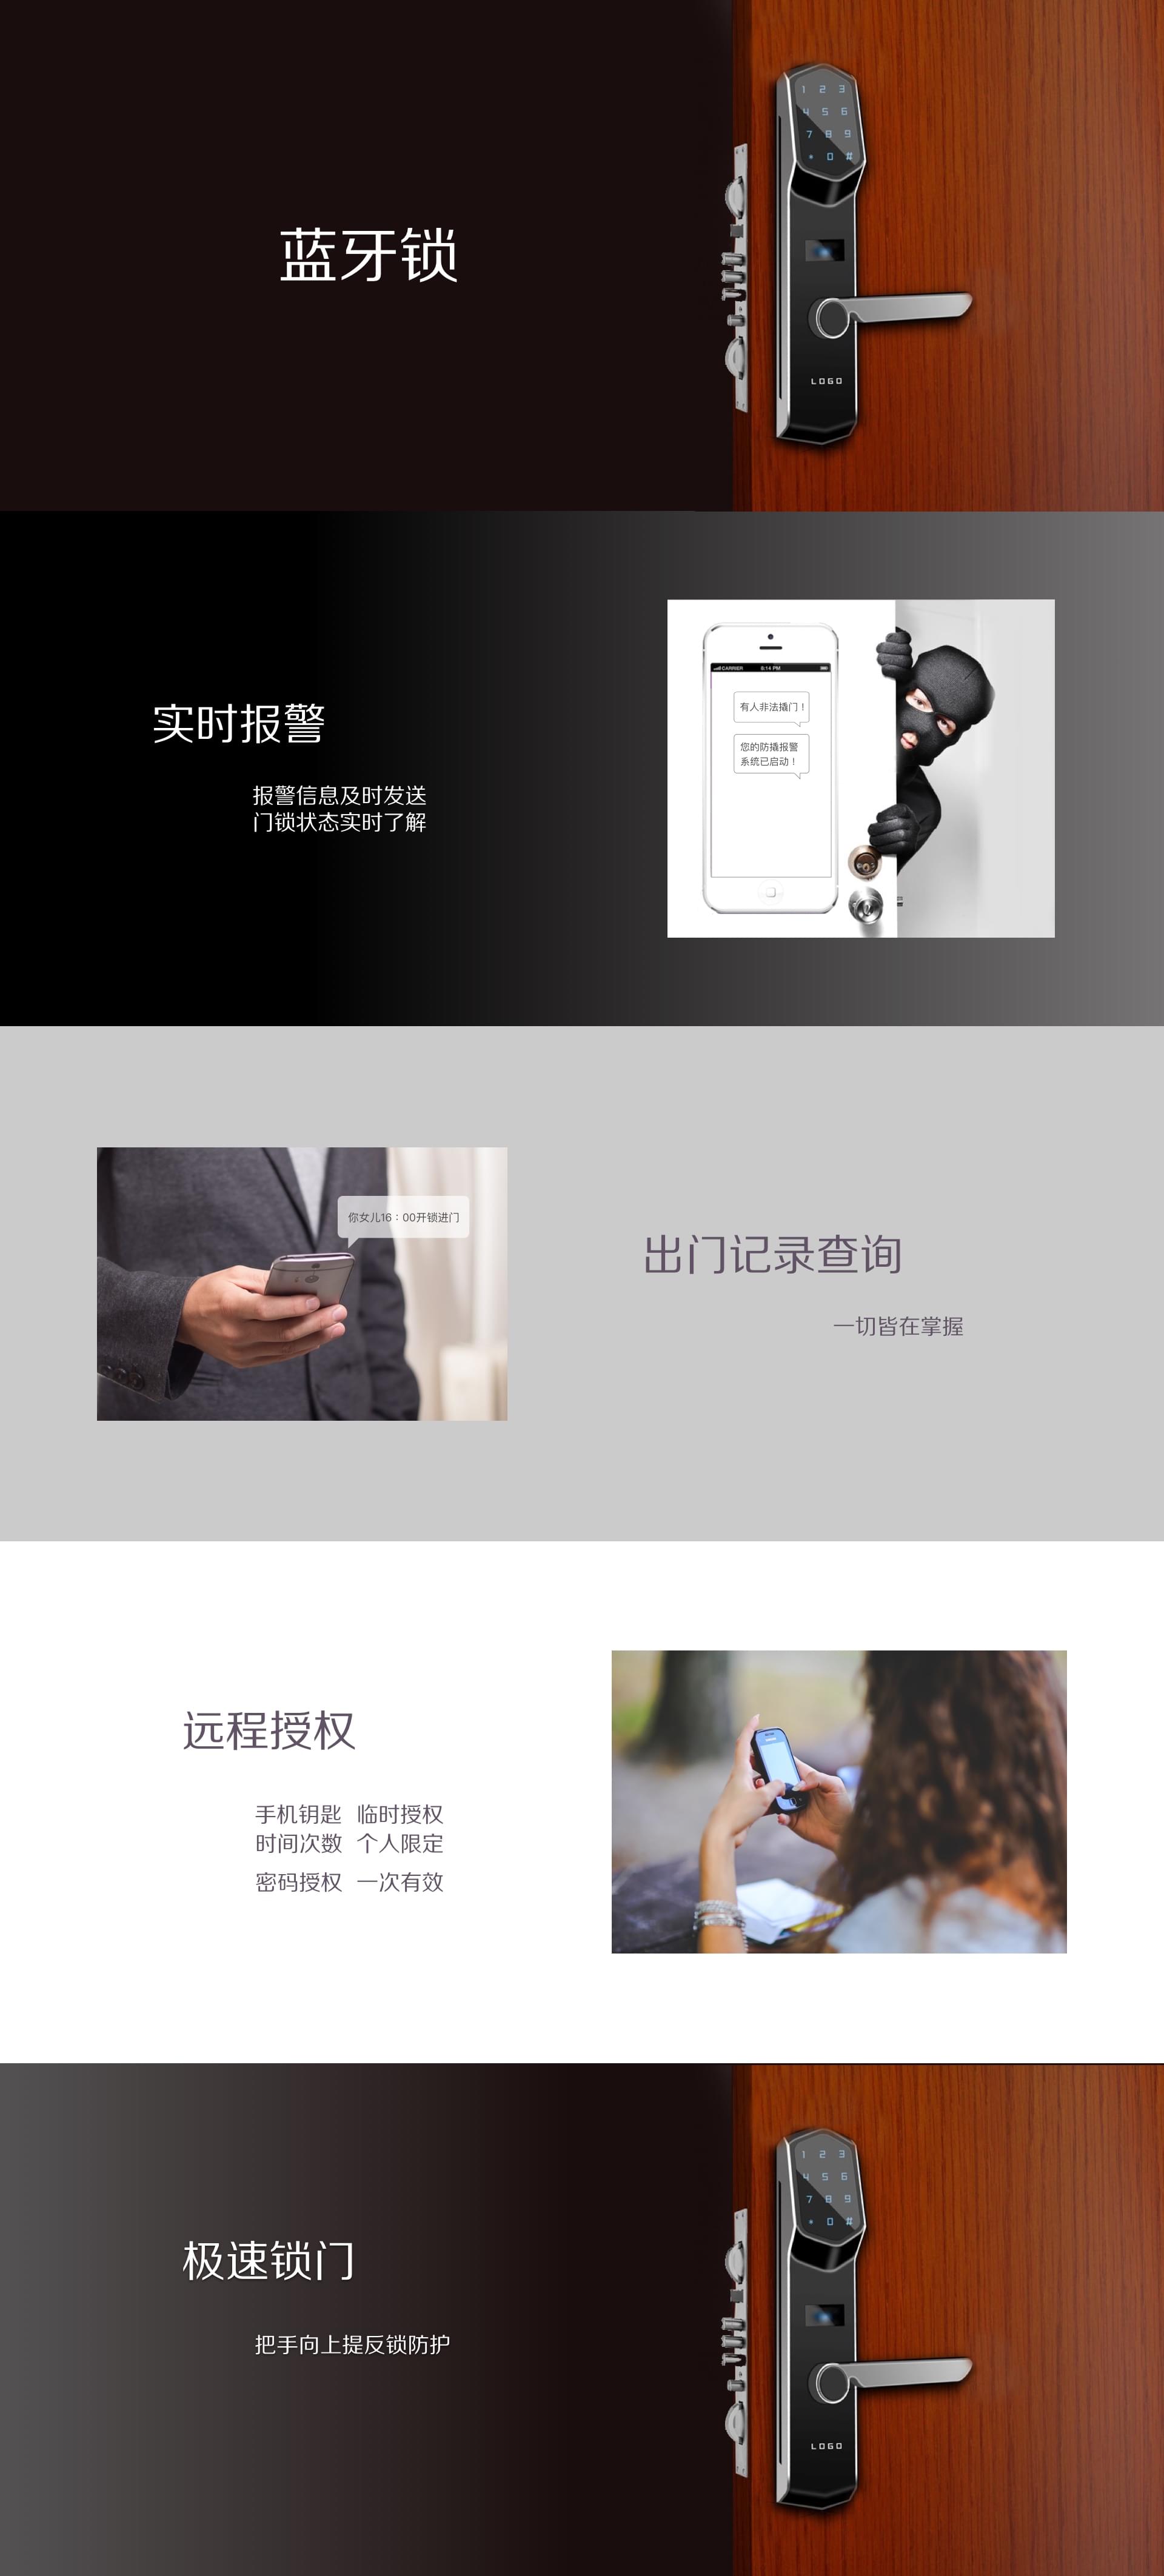 蓝牙锁
1 2 3
4 5 6
7 8 9
* 0 #
LOGO
实时报警
报警信息及时发送
门锁状态实时了解
CARRIER 8:14 PM
有人非法撬门！
您的防撬报警
系统已启动！
你女儿16：00开锁进门
出门记录查询
一切皆在掌握
远程授权
手机钥匙 临时授权
时间次数 个人限定
密码授权 一次有效
极速锁门
把手向上提反锁防护
1 2 3
4 5 6
7 8 9
* 0 #
LOGO